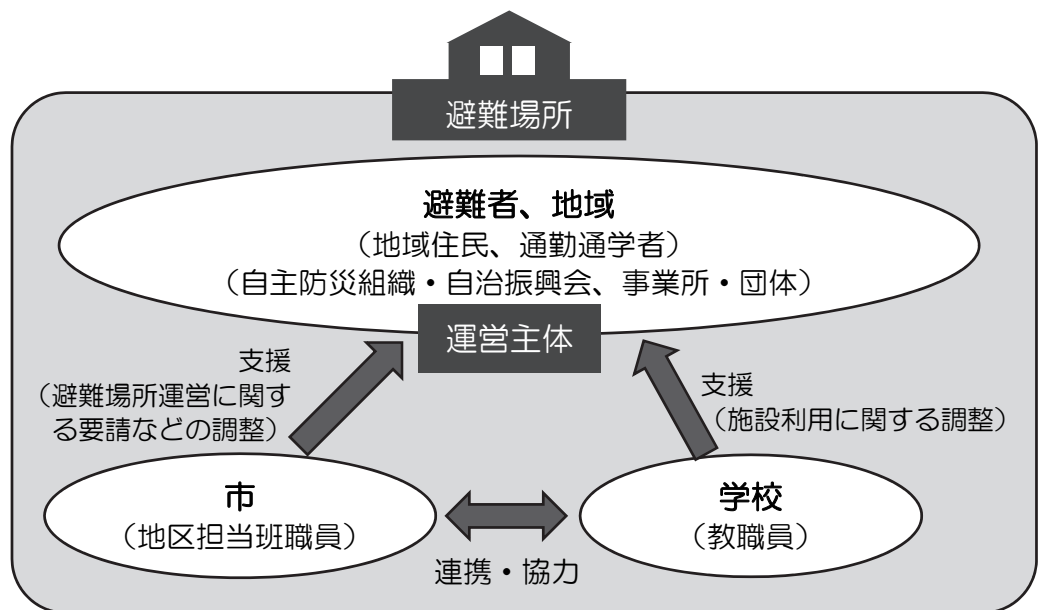 避難場所
避難者、地域
（地域住民、通勤通学者）
（自主防災組織・自治振興会、事業所・団体）
運営主体
支援
（避難場所運営に関す
る要請などの調整）
支援
（施設利用に関する調整）
市
（地区担当班職員）
学校
（教職員）
連携・協力